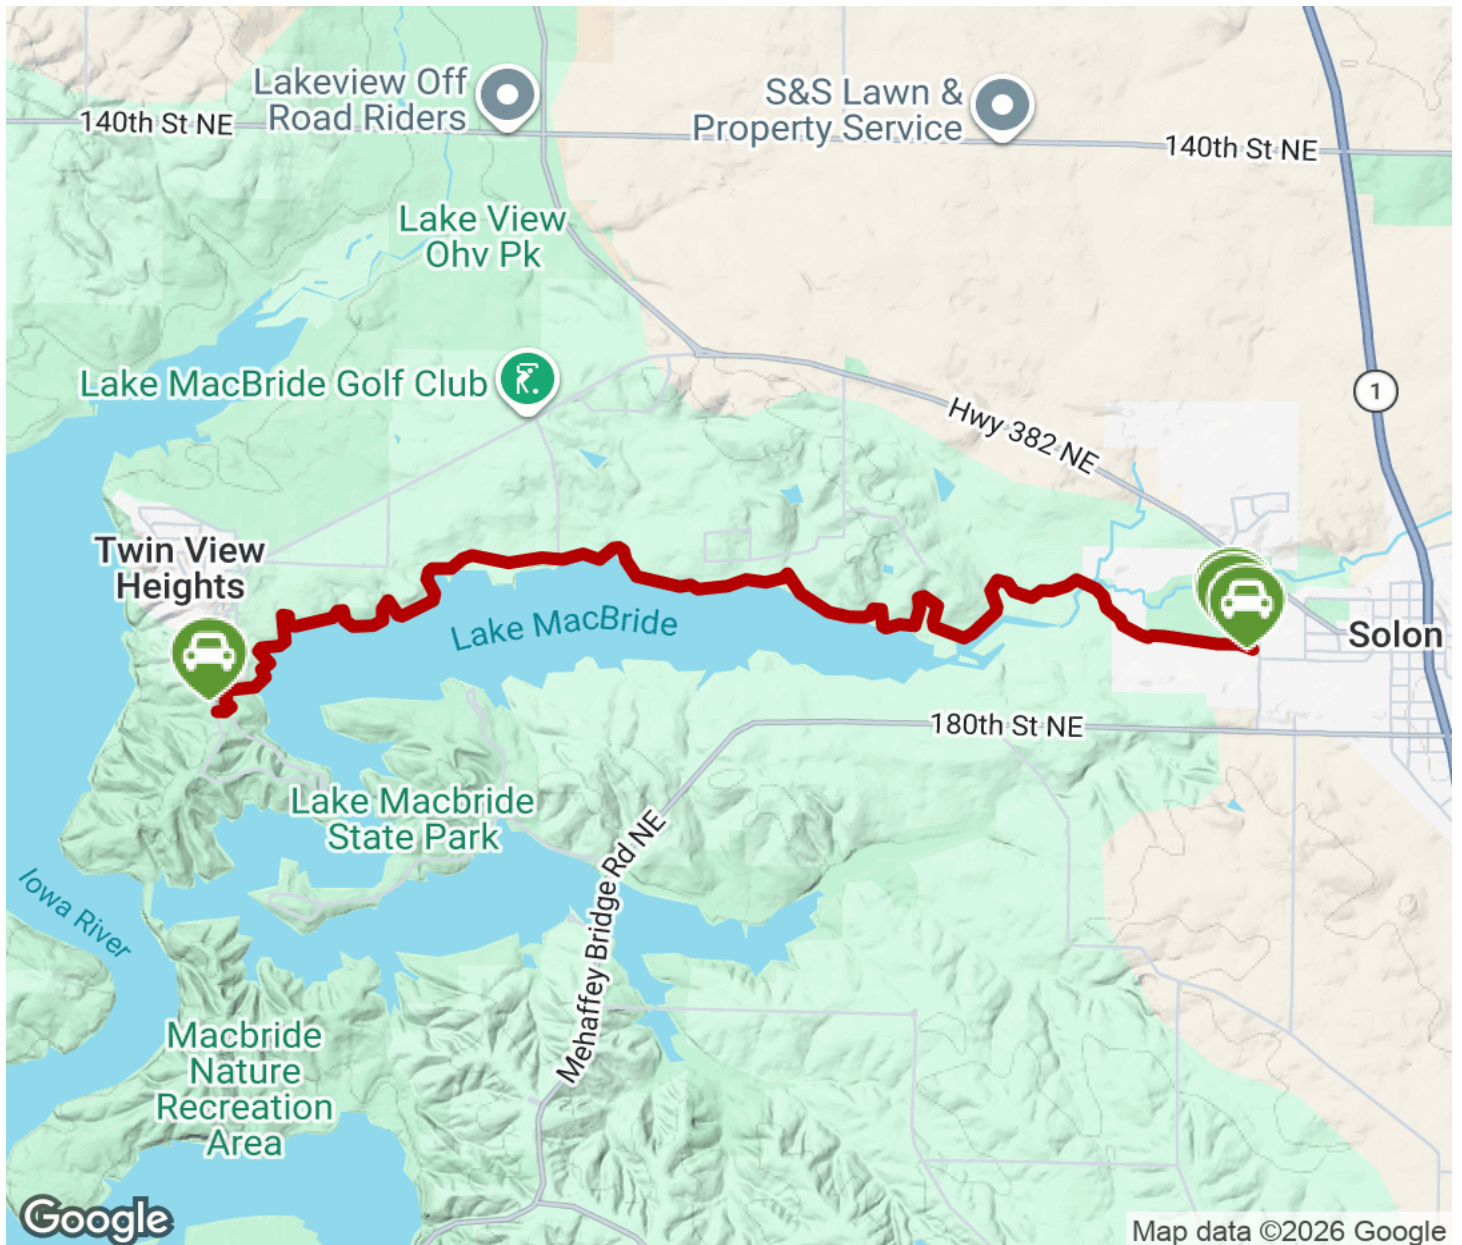 Lakeview Off
Road Riders
S&S Lawn &
Property Service
140th St NE
140th St NE
Lake View
Ohv Pk
Lake MacBride Golf Club
1
Hwy 382 NE
Twin View
Heights
Lake MacBride
Solon
180th St NE
Lake Macbride
State Park
Mehaffey Bridge Rd NE
Iowa River
Macbride
Nature
Recreation
Area
Google
Map data ©2026 Google